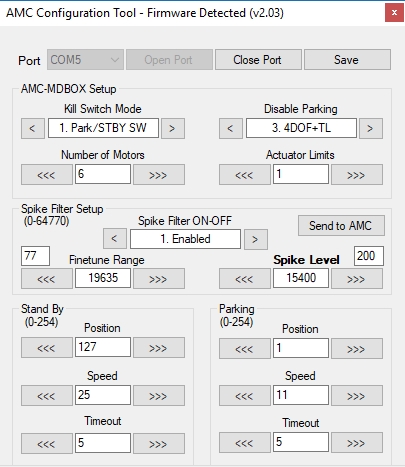 AMC Configuration Tool - Firmware Detected (v2.03) x
Port COM5 Open Port Close Port Save
AMC-MDBOX Setup
Kill Switch Mode Disable Parking
< 1. Park/STBY SW > < 3. 4DOF+TL >
Number of Motors Actuator Limits
<<< 6 >>> <<< 1 >>>
Spike Filter Setup
(0-64770) Spike Filter ON-OFF Send to AMC
< 1. Enabled >
77 Finetune Range Spike Level 200
<<< 19635 >>> <<< 15400 >>>
Stand By Parking
(0-254) (0-254)
Position Position
<<< 127 >>> <<< 1 >>>
Speed Speed
<<< 25 >>> <<< 11 >>>
Timeout Timeout
<<< 5 >>> <<< 5 >>>